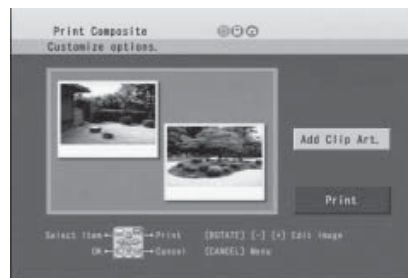 Print Composite
Customize options.
Add Clip Art.
Print
Select Item Print [ROTATE] [-] [+] Edit Image
OK Cancel [CANCEL] Menu